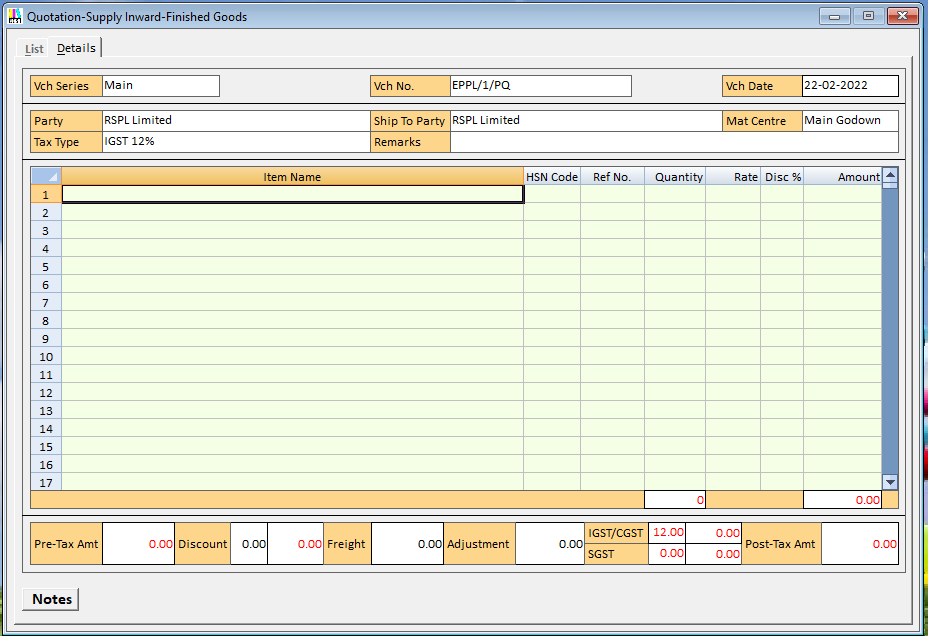 Quotation-Supply Inward-Finished Goods
List Details
Vch Series Main Vch No. EPPL/1/PQ Vch Date 22-02-2022
Party RSPL Limited Ship To Party RSPL Limited Mat Centre Main Godown
Tax Type IGST 12% Remarks
Item Name HSN Code Ref No. Quantity Rate Disc % Amount
1
2
3
4
5
6
7
8
9
10
11
12
13
14
15
16
17
0 0.00
Pre-Tax Amt 0.00 Discount 0.00 0.00 Freight 0.00 Adjustment 0.00 IGST/CGST 12.00 0.00 Post-Tax Amt 0.00
SGST 0.00 0.00
Notes